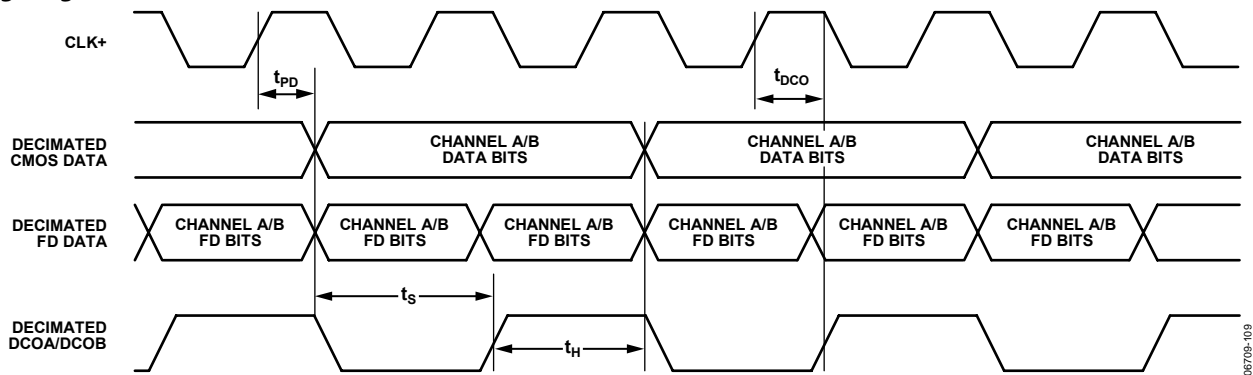 CLK+
tPD
tDCO
DECIMATED
CMOS DATA
CHANNEL A/B
DATA BITS
CHANNEL A/B
DATA BITS
CHANNEL A/B
DATA BITS
DECIMATED
FD DATA
CHANNEL A/B
FD BITS
CHANNEL A/B
FD BITS
CHANNEL A/B
FD BITS
CHANNEL A/B
FD BITS
CHANNEL A/B
FD BITS
CHANNEL A/B
FD BITS
DECIMATED
DCOA/DCOB
tS
tH
06709-109